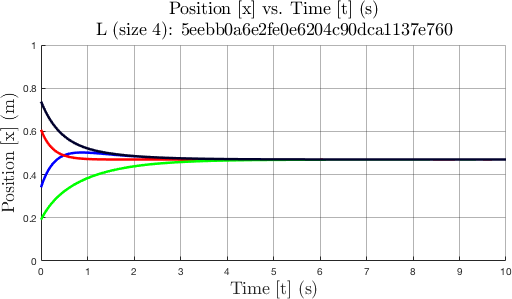 Position [x] vs. Time [t] (s)
L (size 4): 5eebb0a6e2fe0e6204c90dca1137e760
Position [x] (m)
1
0.8
0.6
0.4
0.2
0
0 1 2 3 4 5 6 7 8 9 10
Time [t] (s)